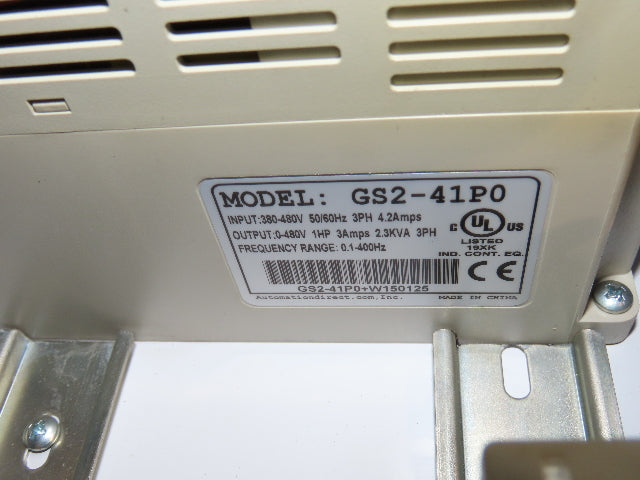 MODEL: GS2-41P0
INPUT:380-480V 50/60Hz 3PH 4.2Amps
OUTPUT:0-480V 1HP 3Amps 2.3KVA 3PH
FREQUENCY RANGE: 0.1-400Hz
C UL US
LISTED
19XK
IND. CONT. EQ.
CE
GS2-41P0+W150125
Automationdirect.com,Inc. MADE IN CHINA